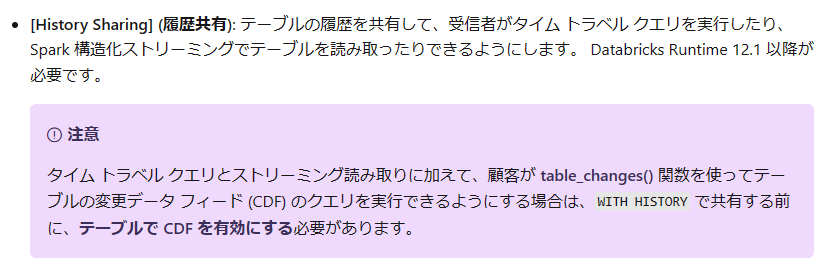 • [History Sharing] (履歴共有): テーブルの履歴を共有して、受信者がタイム トラベル クエリを実行したり、
Spark 構造化ストリーミングでテーブルを読み取ったりできるようにします。 Databricks Runtime 12.1 以降が
必要です。
注意
タイム トラベル クエリとストリーミング読み取りに加えて、顧客が table_changes() 関数を使ってテー
ブルの変更データ フィード (CDF) のクエリを実行できるようにする場合は、WITH HISTORY で共有する前
に、テーブルで CDF を有効にする必要があります。